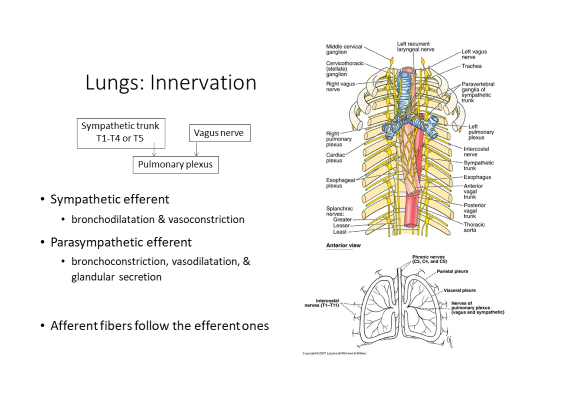 Lungs: Innervation
Sympathetic trunk
T1-T4 or T5
Vagus nerve
Pulmonary plexus
• Sympathetic efferent
• bronchodilatation & vasoconstriction
• Parasympathetic efferent
• bronchoconstriction, vasodilatation, &
glandular secretion
• Afferent fibers follow the efferent ones
Middle cervical
ganglion
Cervicothoracic
(stellate)
ganglion
Right vagus
nerve
Right
pulmonary
plexus
Cardiac
plexus
Esophageal
plexus
Splanchnic
nerves:
Greater
Lesser
Least
Left recurrent
laryngeal nerve
Left vagus
nerve
Trachea
Paravertebral
ganglia of
sympathetic
trunk
Left
pulmonary
plexus
Intercostal
nerve
Sympathetic
trunk
Esophagus
Anterior
vagal
trunk
Posterior
vagal
trunk
Thoracic
aorta
Anterior view
Phrenic nerves
(C3, C4, and C5)
Parietal pleura
Visceral pleura
Intercostal
nerves (T1–T11)
Nerves of
pulmonary plexus
(vagus and sympathetic)
Copyright © 2007 Lippincott Williams & Wilkins